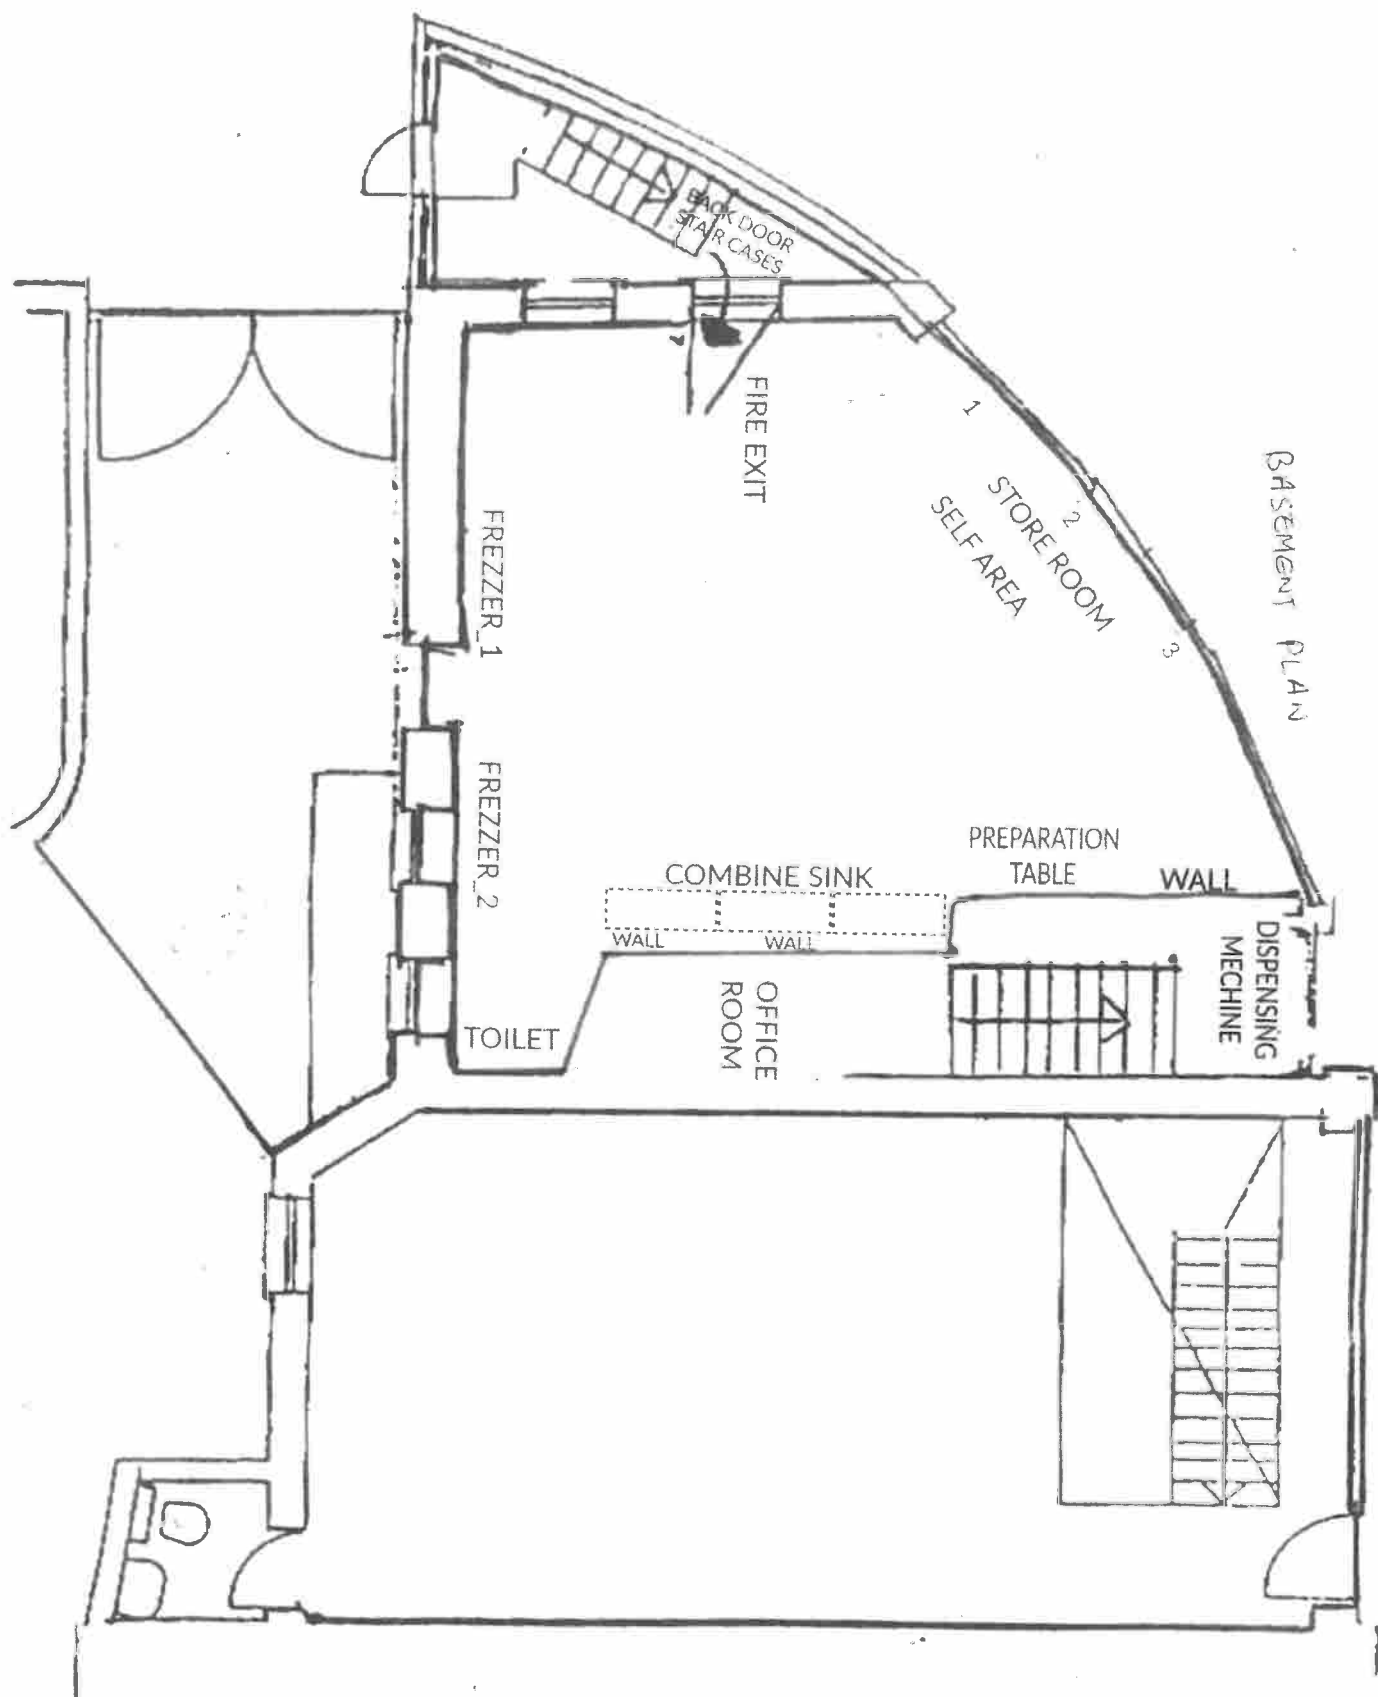 BACK DOOR
STAIR CASES
FIRE EXIT
1
2
3
STORE ROOM
SELF AREA
BASEMENT PLAN
FREZZER_1
FREZZER_2
COMBINE SINK
WALL
WALL
PREPARATION
TABLE
WALL
DISPENSING
MECHINE
OFFICE
ROOM
TOILET